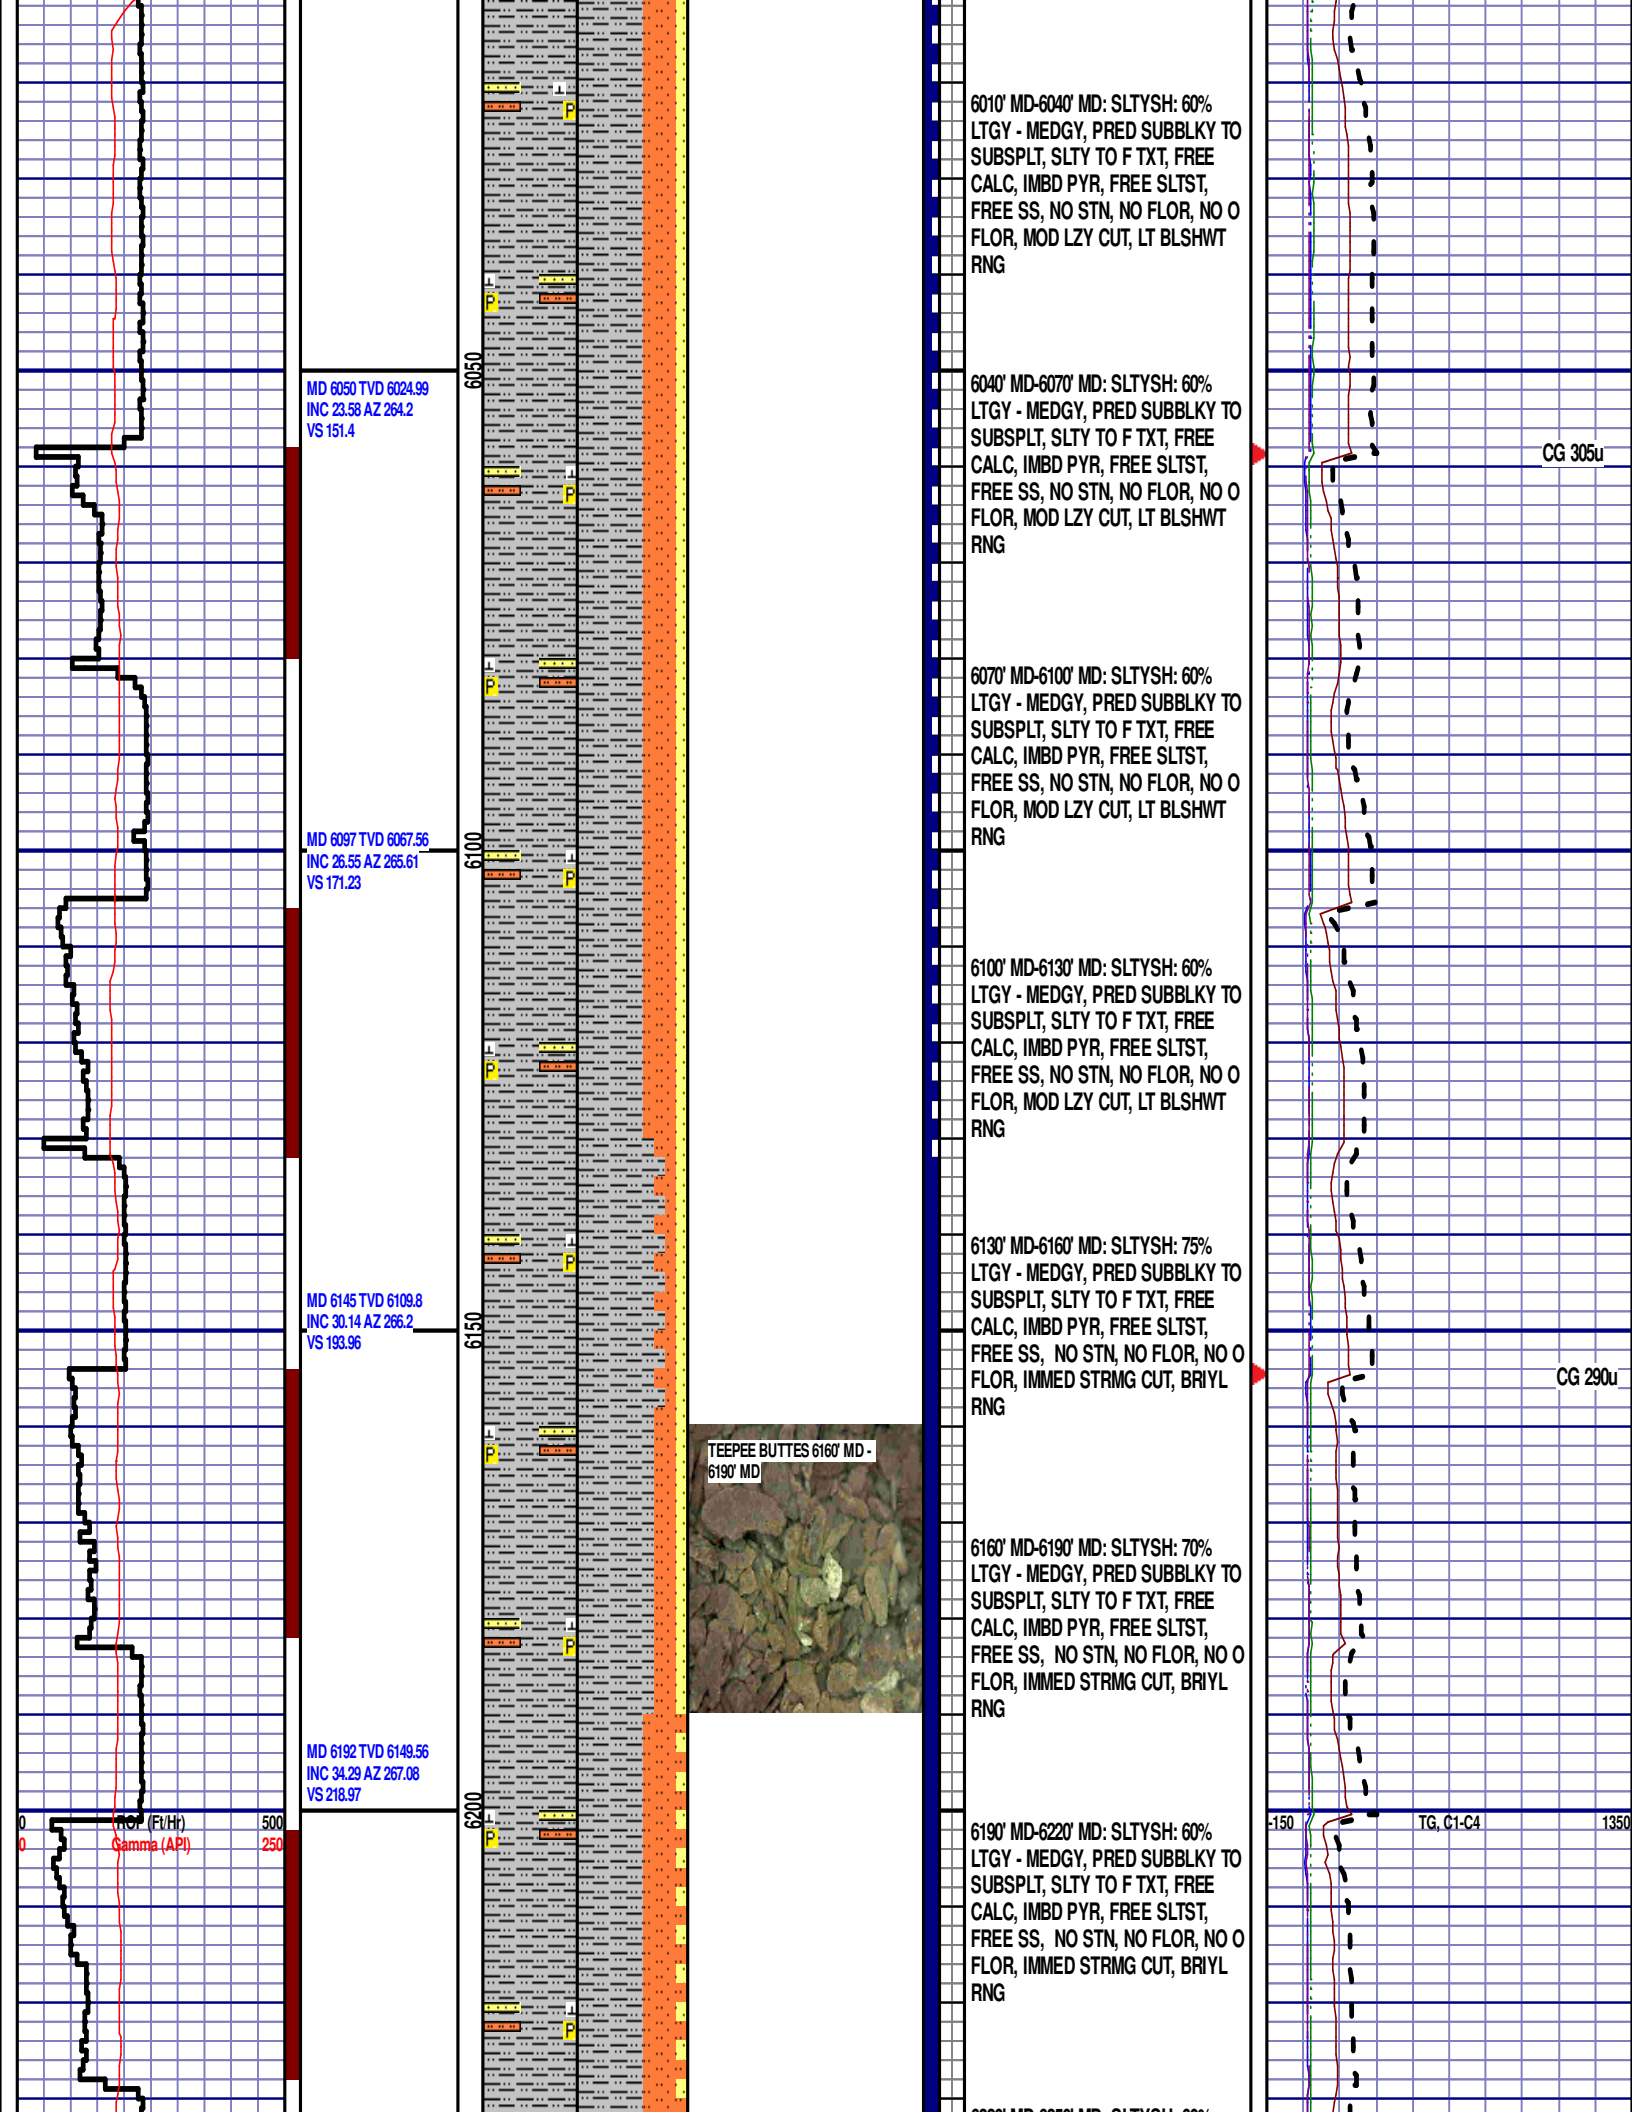 6010' MD-6040' MD: SLTYSH: 60%
LTGY - MEDGY, PRED SUBBLKY TO
SUBSPLT, SLTY TO F TXT, FREE
CALC, IMBD PYR, FREE SLTST,
FREE SS, NO STN, NO FLOR, NO O
FLOR, MOD LZY CUT, LT BLSHWT
RNG
6050
MD 6050 TVD 6024.99
INC 23.58 AZ 264.2
VS 151.4
6040' MD-6070' MD: SLTYSH: 60%
LTGY - MEDGY, PRED SUBBLKY TO
SUBSPLT, SLTY TO F TXT, FREE
CALC, IMBD PYR, FREE SLTST,
FREE SS, NO STN, NO FLOR, NO O
FLOR, MOD LZY CUT, LT BLSHWT
RNG
CG 305u
6070' MD-6100' MD: SLTYSH: 60%
LTGY - MEDGY, PRED SUBBLKY TO
SUBSPLT, SLTY TO F TXT, FREE
CALC, IMBD PYR, FREE SLTST,
FREE SS, NO STN, NO FLOR, NO O
FLOR, MOD LZY CUT, LT BLSHWT
RNG
MD 6097 TVD 6067.56
INC 26.55 AZ 265.61
VS 171.23
6100
6100' MD-6130' MD: SLTYSH: 60%
LTGY - MEDGY, PRED SUBBLKY TO
SUBSPLT, SLTY TO F TXT, FREE
CALC, IMBD PYR, FREE SLTST,
FREE SS, NO STN, NO FLOR, NO O
FLOR, MOD LZY CUT, LT BLSHWT
RNG
6130' MD-6160' MD: SLTYSH: 75%
LTGY - MEDGY, PRED SUBBLKY TO
SUBSPLT, SLTY TO F TXT, FREE
CALC, IMBD PYR, FREE SLTST,
FREE SS, NO STN, NO FLOR, NO O
FLOR, IMMED STRMG CUT, BRIYL
RNG
MD 6145 TVD 6109.8
INC 30.14 AZ 266.2
VS 193.96
6150
CG 290u
TEEPEE BUTTES 6160' MD -
6190' MD
6160' MD-6190' MD: SLTYSH: 70%
LTGY - MEDGY, PRED SUBBLKY TO
SUBSPLT, SLTY TO F TXT, FREE
CALC, IMBD PYR, FREE SLTST,
FREE SS, NO STN, NO FLOR, NO O
FLOR, IMMED STRMG CUT, BRIYL
RNG
MD 6192 TVD 6149.56
INC 34.29 AZ 267.08
VS 218.97
6200
0 ROP (Ft/Hr) 500
0 Gamma (API) 250
-150 TG, C1-C4 1350
6190' MD-6220' MD: SLTYSH: 60%
LTGY - MEDGY, PRED SUBBLKY TO
SUBSPLT, SLTY TO F TXT, FREE
CALC, IMBD PYR, FREE SLTST,
FREE SS, NO STN, NO FLOR, NO O
FLOR, IMMED STRMG CUT, BRIYL
RNG